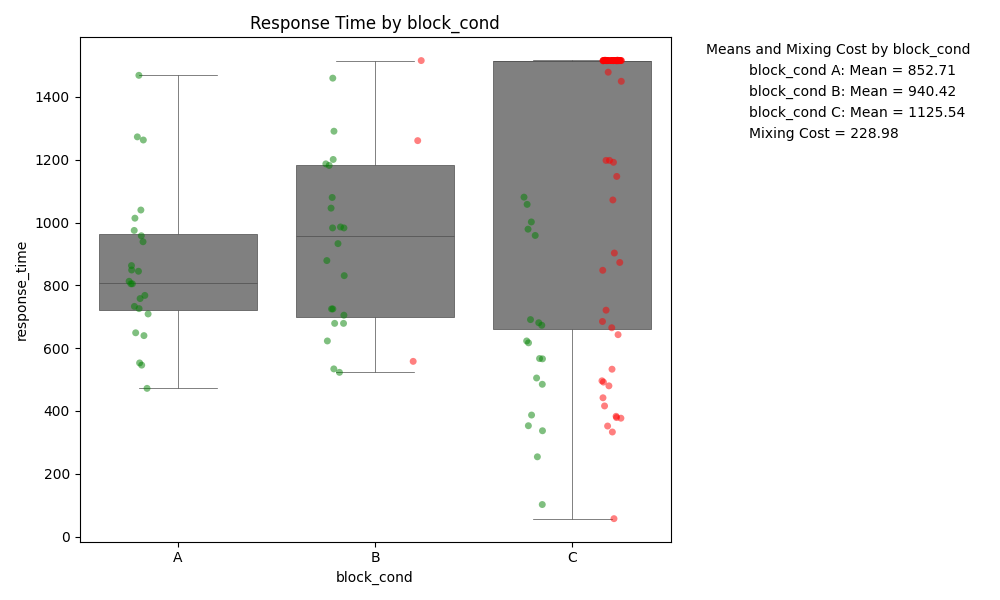 Response Time by block_cond
Means and Mixing Cost by block_cond
block_cond A: Mean = 852.71
block_cond B: Mean = 940.42
block_cond C: Mean = 1125.54
Mixing Cost = 228.98
response_time
1400
1200
1000
800
600
400
200
0
A
B
C
block_cond